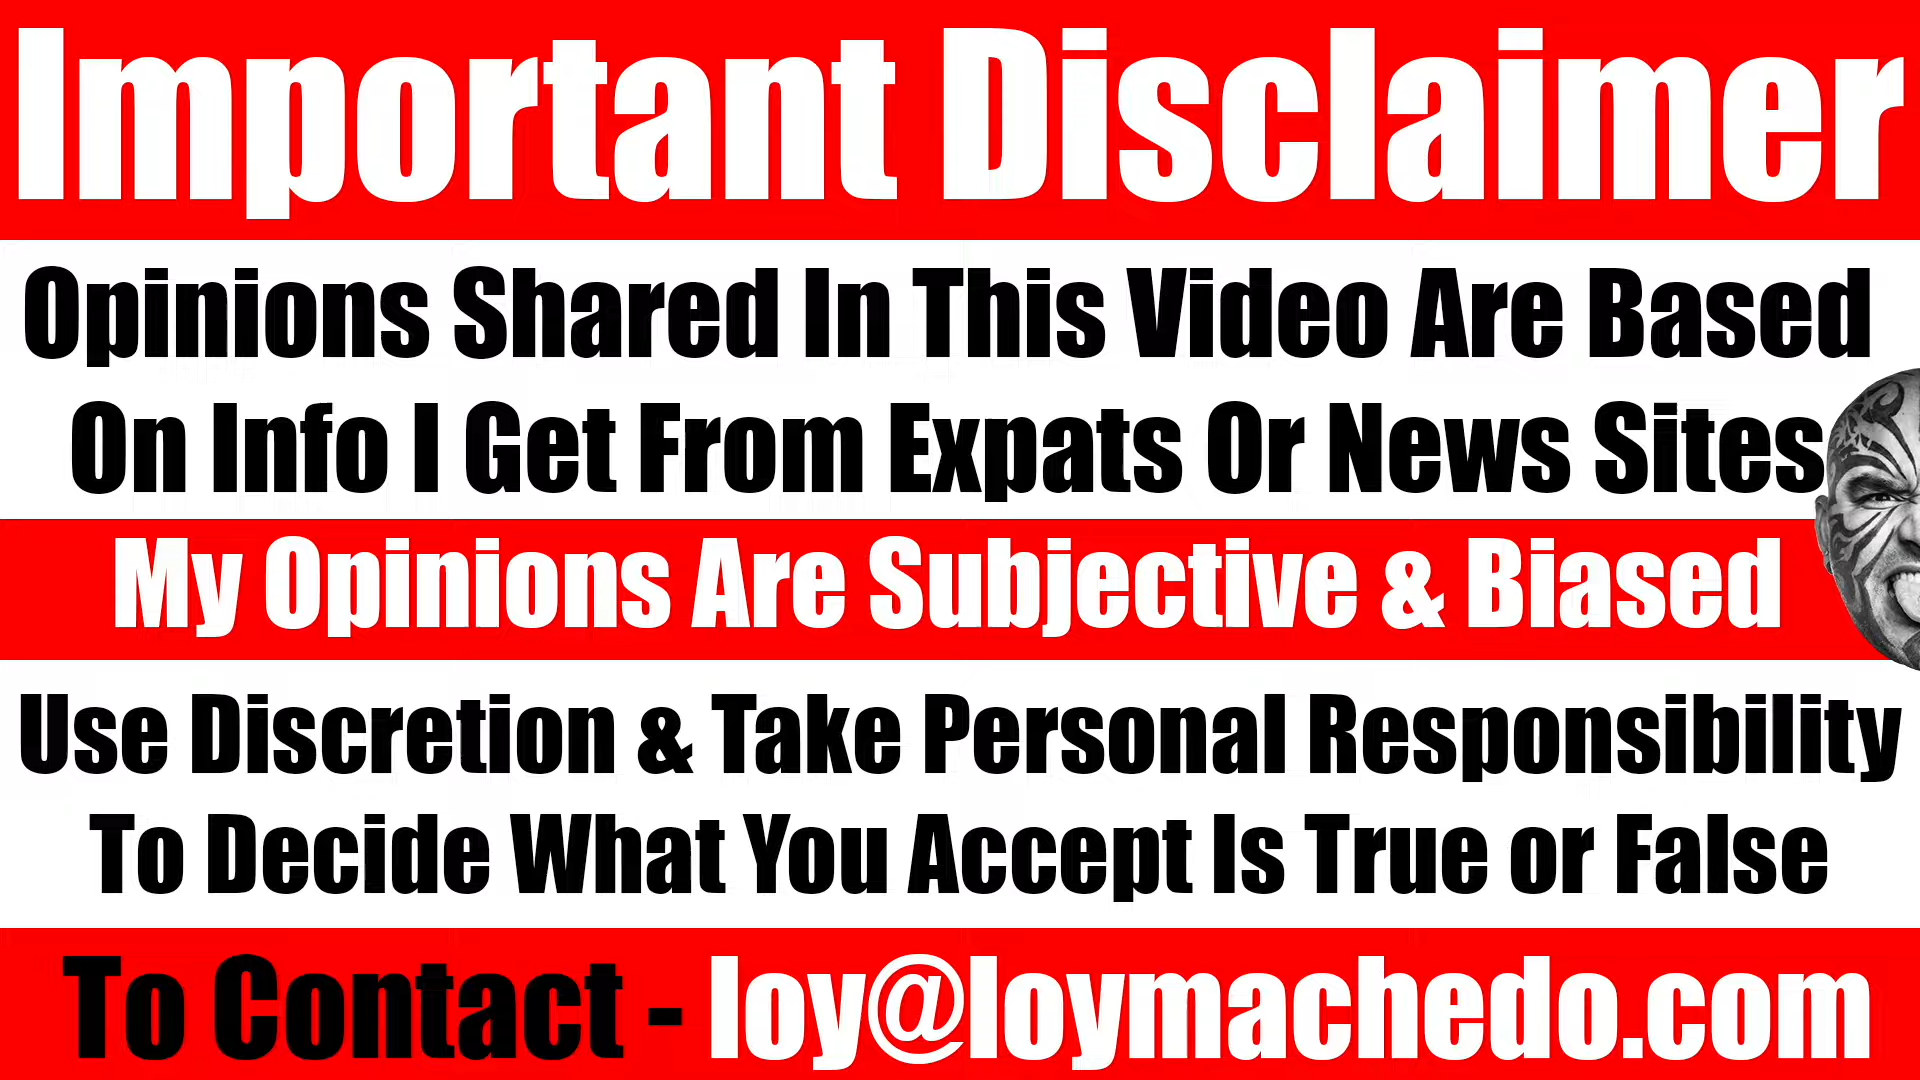 Important Disclaimer
Opinions Shared In This Video Are Based
On Info I Get From Expats Or News Sites
My Opinions Are Subjective & Biased
Use Discretion & Take Personal Responsibility
To Decide What You Accept Is True or False
To Contact - loy@loymachedo.com